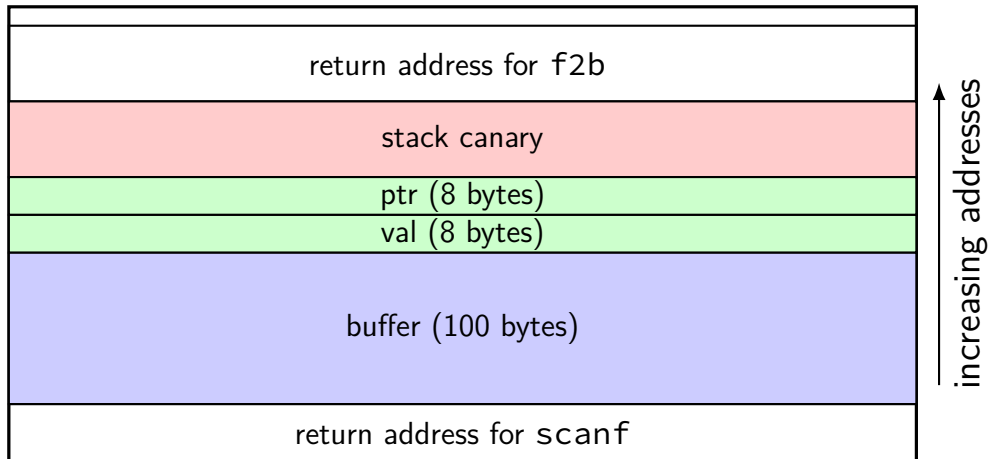 return address for f2b
stack canary
ptr (8 bytes)
val (8 bytes)
buffer (100 bytes)
return address for scanf
increasing addresses